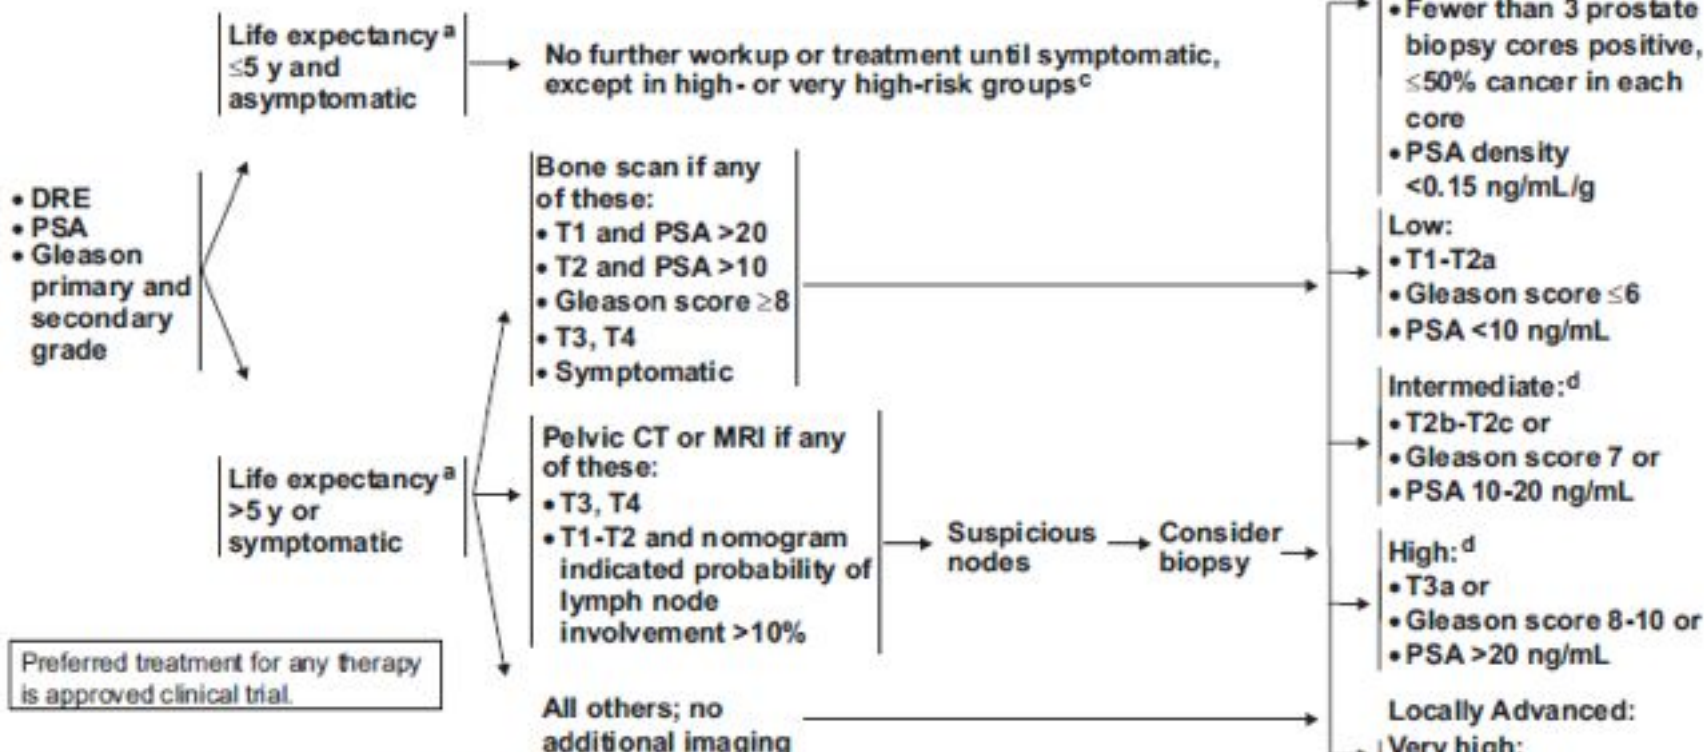 • DRE
• PSA
• Gleason
primary and
secondary
grade
Life expectancy a
≤5 y and
asymptomatic
No further workup or treatment until symptomatic,
except in high- or very high-risk groups c
Life expectancy a
>5 y or
symptomatic
Bone scan if any
of these:
• T1 and PSA >20
• T2 and PSA >10
• Gleason score ≥8
• T3, T4
• Symptomatic
Pelvic CT or MRI if any
of these:
• T3, T4
• T1-T2 and nomogram
indicated probability of
lymph node
involvement >10%
Suspicious
nodes
Consider
biopsy
All others; no
additional imaging
• Fewer than 3 prostate
biopsy cores positive,
≤50% cancer in each
core
• PSA density
<0.15 ng/mL/g
Low:
• T1-T2a
• Gleason score ≤6
• PSA <10 ng/mL
Intermediate: d
• T2b-T2c or
• Gleason score 7 or
• PSA 10-20 ng/mL
High: d
• T3a or
• Gleason score 8-10 or
• PSA >20 ng/mL
Locally Advanced:
Very high:
Preferred treatment for any therapy
is approved clinical trial.